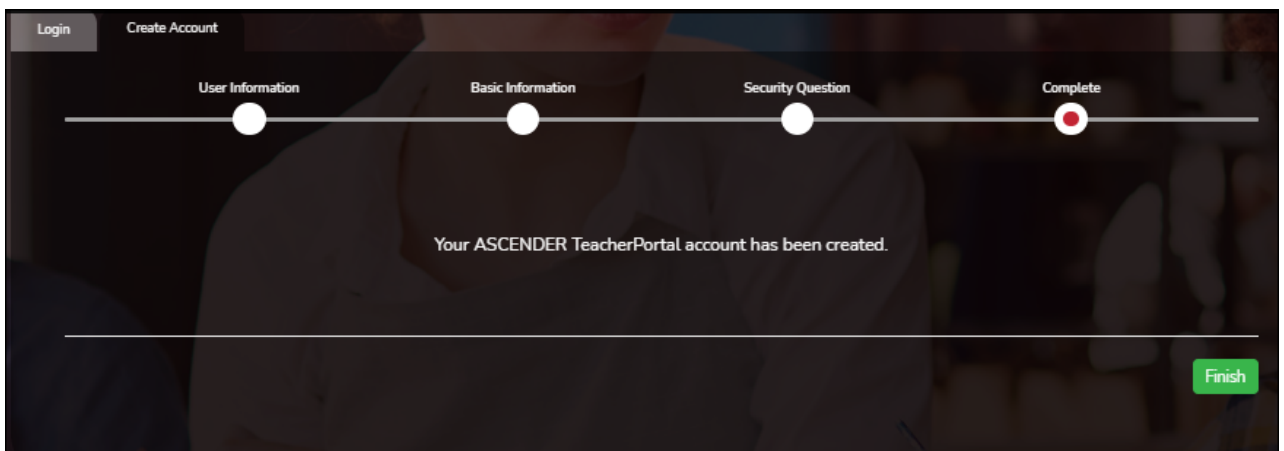 Login Create Account
User Information Basic Information Security Question Complete
Your ASCENDER TeacherPortal account has been created.
Finish